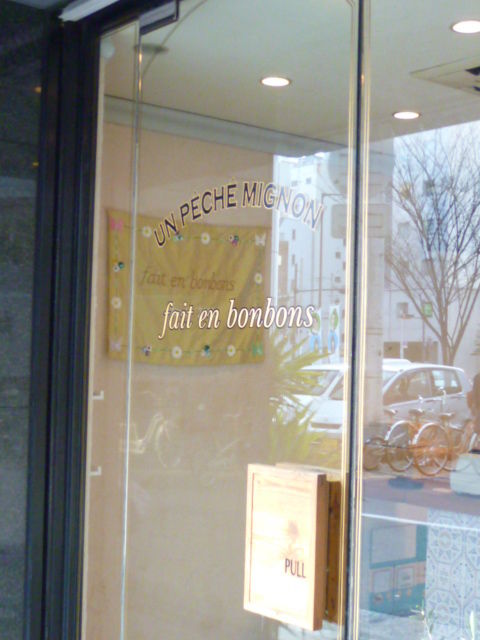 UN PÉCHÉ MIGNON
fait en bonbons
fait en bonbons
PULL